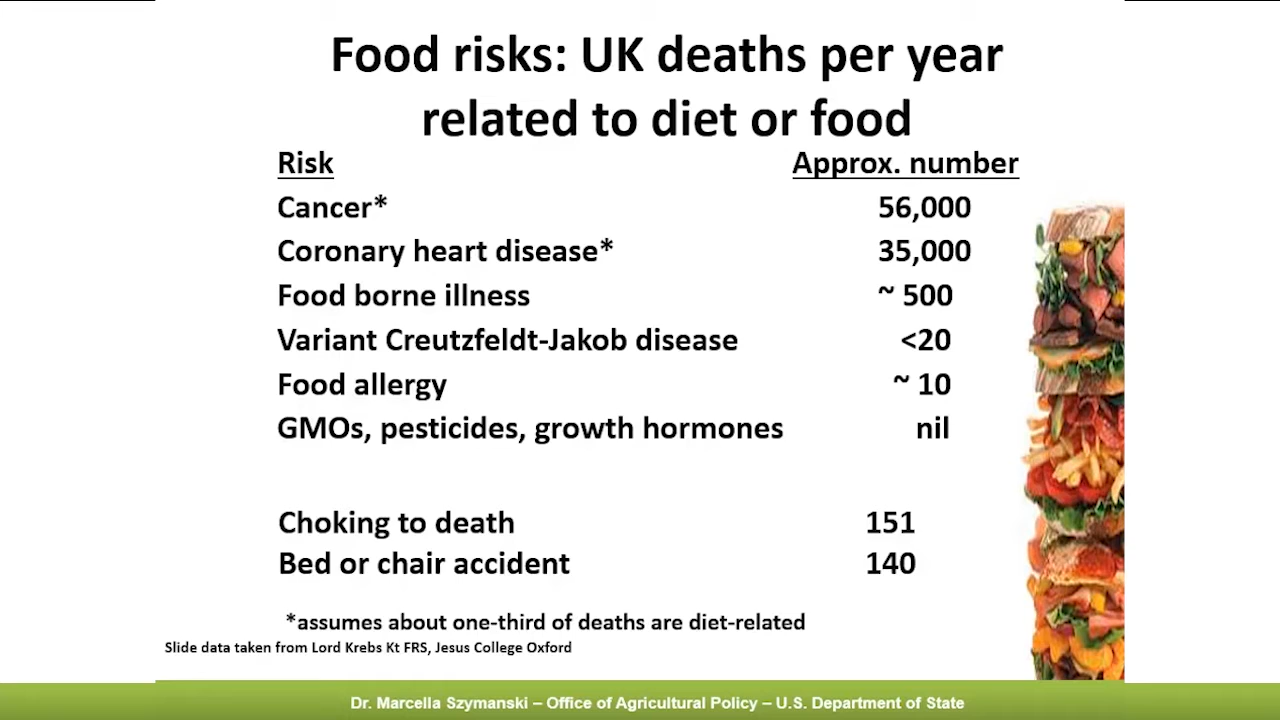 Food risks: UK deaths per year
related to diet or food
Risk Approx. number
Cancer* 56,000
Coronary heart disease* 35,000
Food borne illness ~ 500
Variant Creutzfeldt-Jakob disease <20
Food allergy ~ 10
GMOs, pesticides, growth hormones nil
Choking to death 151
Bed or chair accident 140
*assumes about one-third of deaths are diet-related
Slide data taken from Lord Krebs Kt FRS, Jesus College Oxford
Dr. Marcella Szymanski – Office of Agricultural Policy – U.S. Department of State